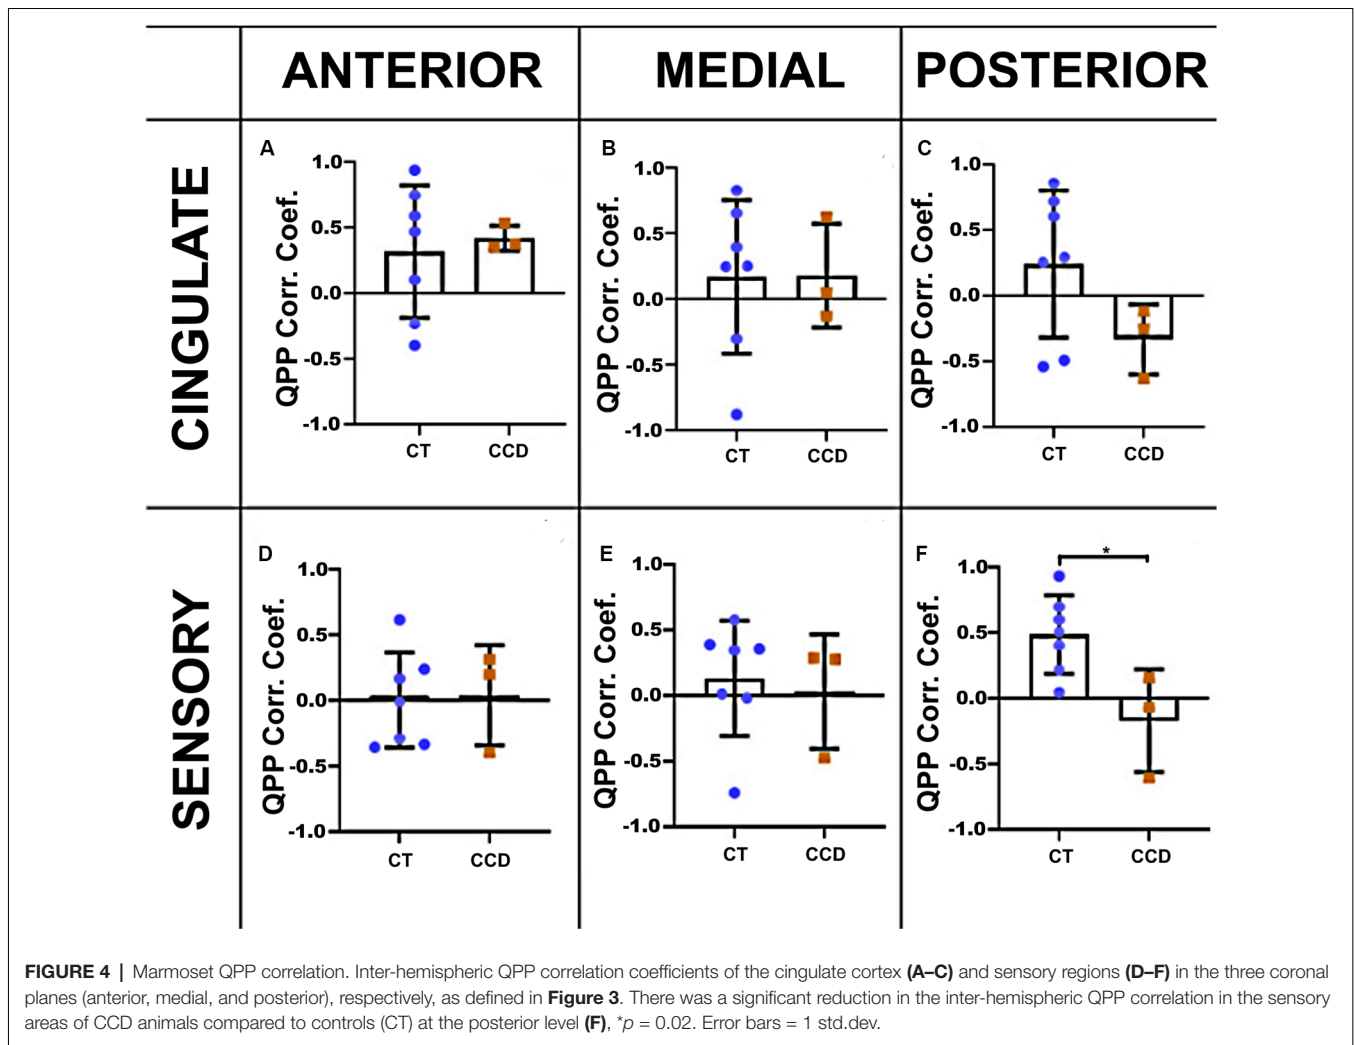 ANTERIOR MEDIAL POSTERIOR
CINGULATE
A
QPP Corr. Coef.
1.0
0.5
0.0
-0.5
-1.0
CT CCD
B
QPP Corr. Coef.
1.0
0.5
0.0
-0.5
-1.0
CT CCD
C
QPP Corr. Coef.
1.0
0.5
0.0
-0.5
-1.0
CT CCD
SENSORY
D
QPP Corr. Coef.
1.0
0.5
0.0
-0.5
-1.0
CT CCD
E
QPP Corr. Coef.
1.0
0.5
0.0
-0.5
-1.0
CT CCD
F
*
QPP Corr. Coef.
1.0
0.5
0.0
-0.5
-1.0
CT CCD
FIGURE 4 | Marmoset QPP correlation. Inter-hemispheric QPP correlation coefficients of the cingulate cortex (A–C) and sensory regions (D–F) in the three coronal
planes (anterior, medial, and posterior), respectively, as defined in Figure 3. There was a significant reduction in the inter-hemispheric QPP correlation in the sensory
areas of CCD animals compared to controls (CT) at the posterior level (F), *p = 0.02. Error bars = 1 std.dev.